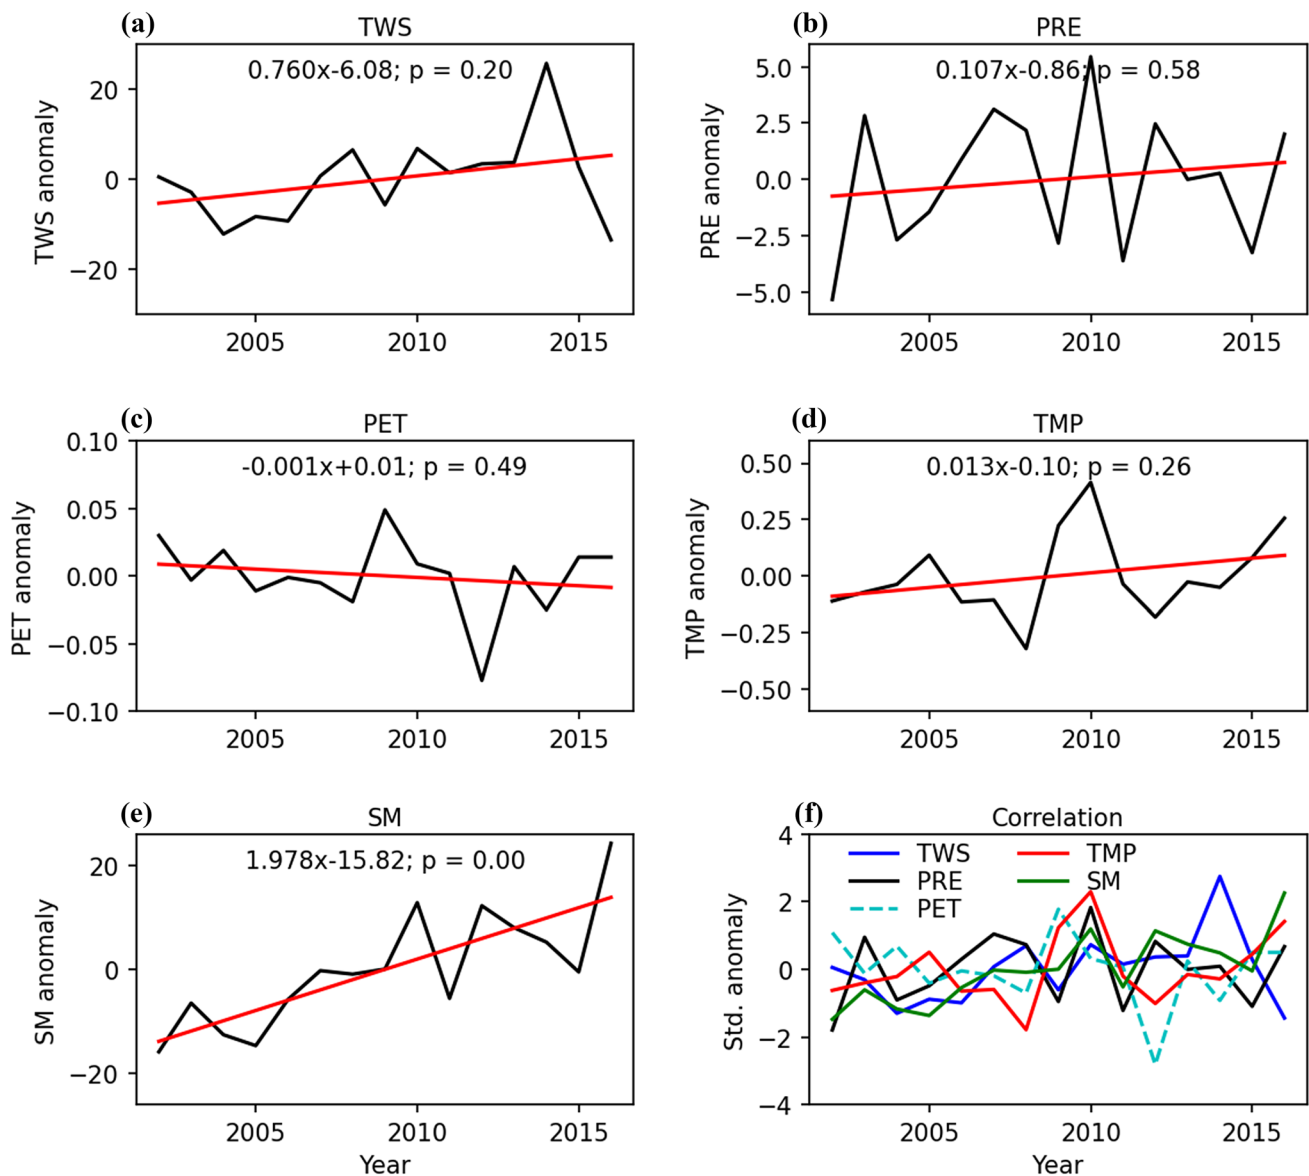 (a) TWS
0.760x-6.08; p = 0.20
TWS anomaly
20
0
−20
2005 2010 2015
(b) PRE
0.107x-0.86; p = 0.58
PRE anomaly
5.0
2.5
0.0
−2.5
−5.0
2005 2010 2015
(c) PET
-0.001x+0.01; p = 0.49
PET anomaly
0.10
0.05
0.00
−0.05
−0.10
2005 2010 2015
(d) TMP
0.013x-0.10; p = 0.26
TMP anomaly
0.50
0.25
0.00
−0.25
−0.50
2005 2010 2015
(e) SM
1.978x-15.82; p = 0.00
SM anomaly
20
0
−20
2005 2010 2015
Year
(f) Correlation
TWS TMP
PRE SM
PET
Std. anomaly
4
2
0
−2
−4
2005 2010 2015
Year